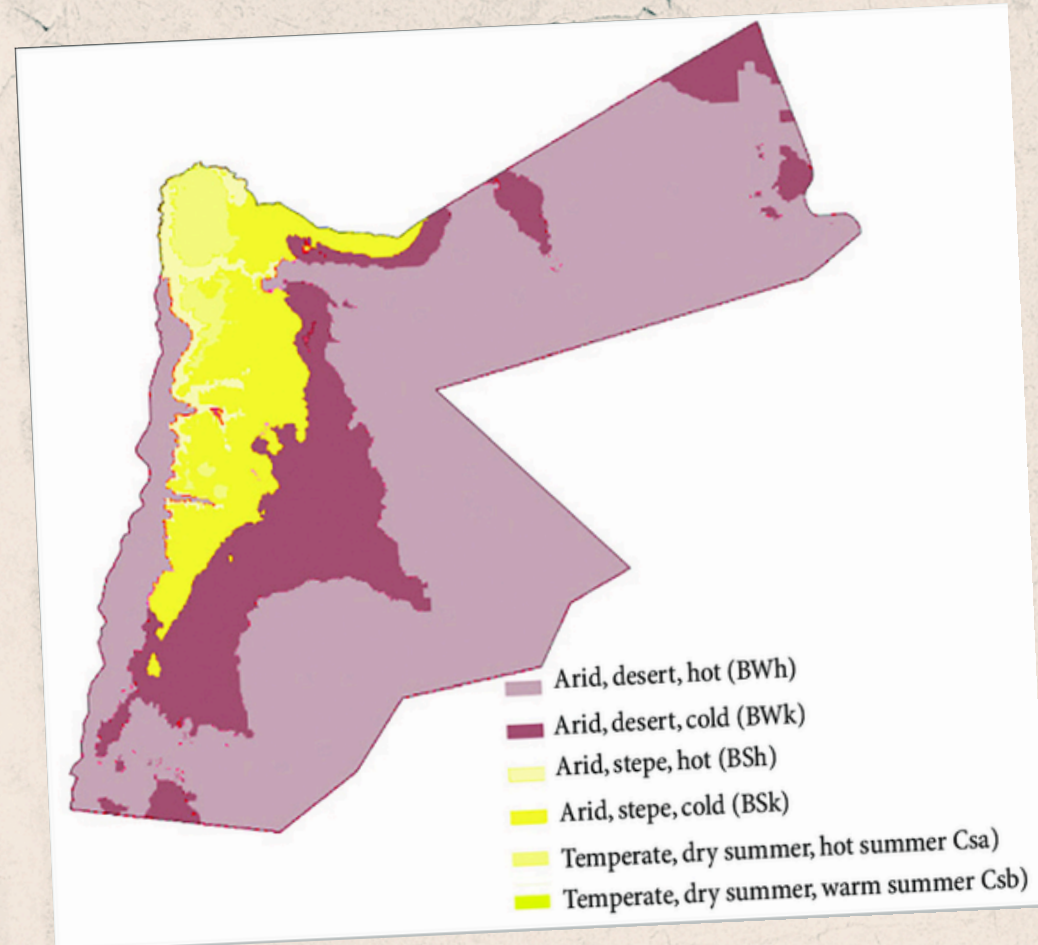 Arid, desert, hot (BWh)
Arid, desert, cold (BWk)
Arid, stepe, hot (BSh)
Arid, stepe, cold (BSk)
Temperate, dry summer, hot summer Csa)
Temperate, dry summer, warm summer Csb)